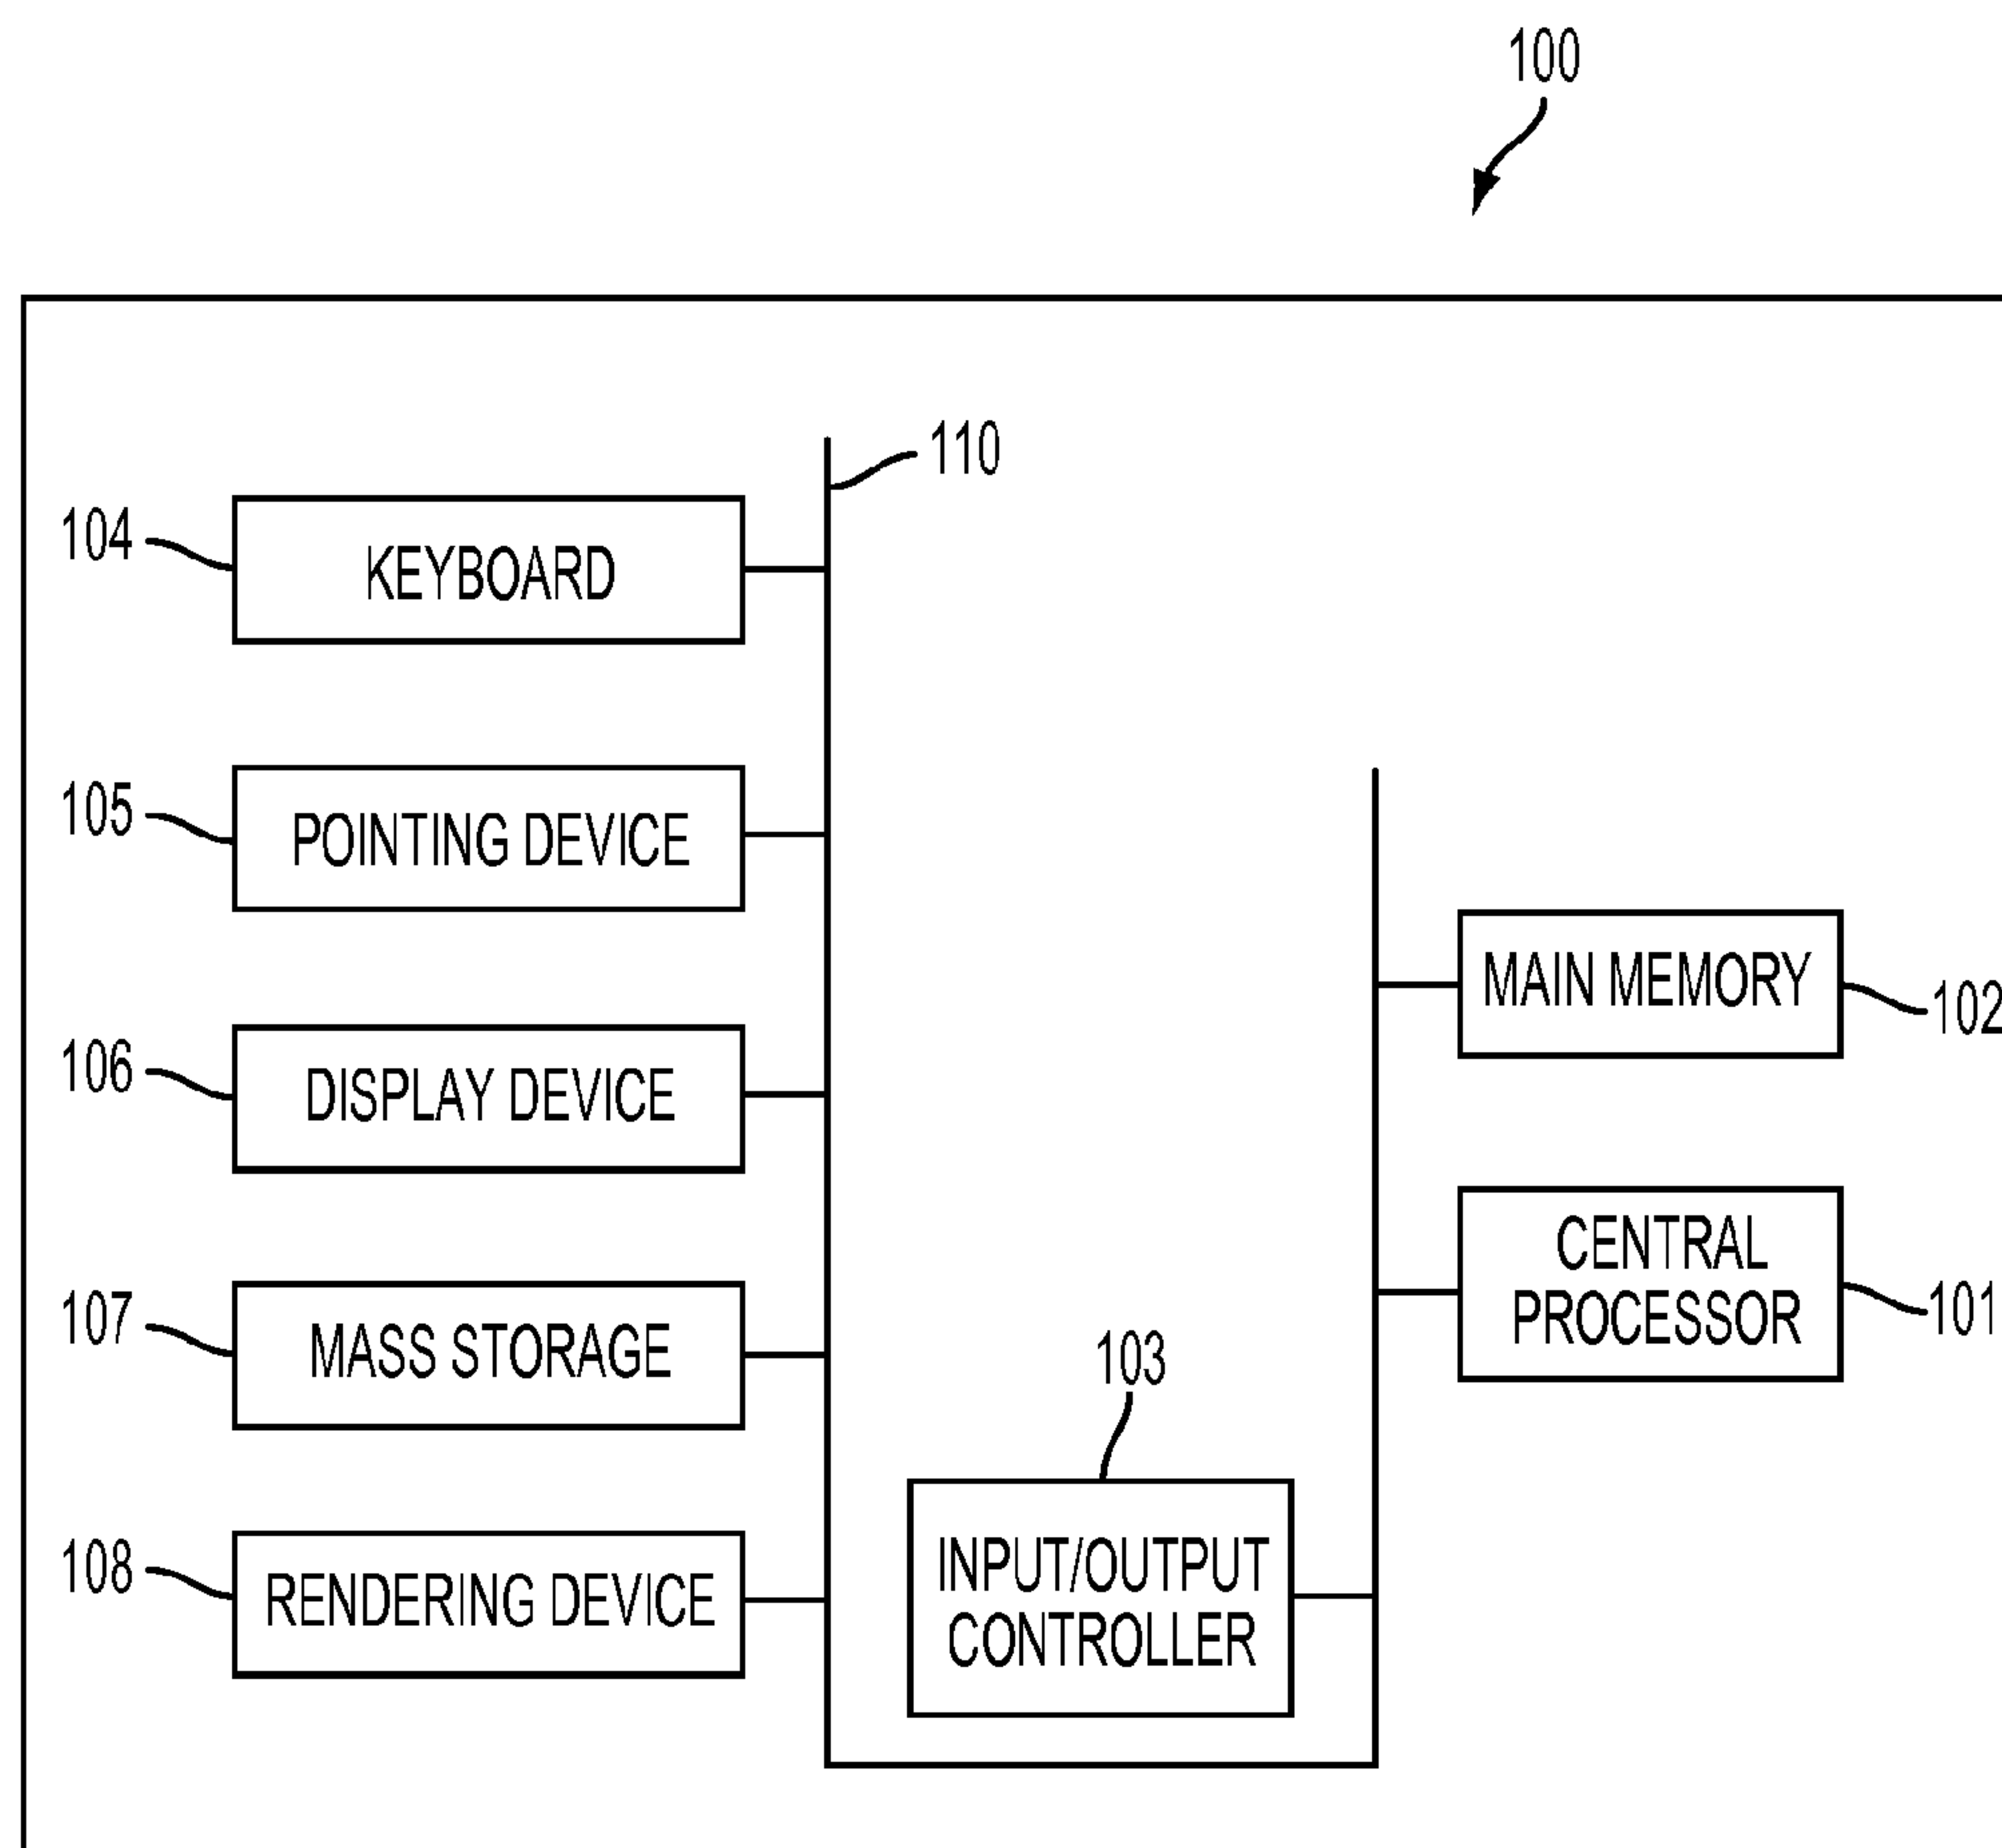 100
110
104
KEYBOARD
105
POINTING DEVICE
106
DISPLAY DEVICE
107
MASS STORAGE
108
RENDERING DEVICE
103
INPUT/OUTPUT
CONTROLLER
MAIN MEMORY
102
CENTRAL
PROCESSOR
101